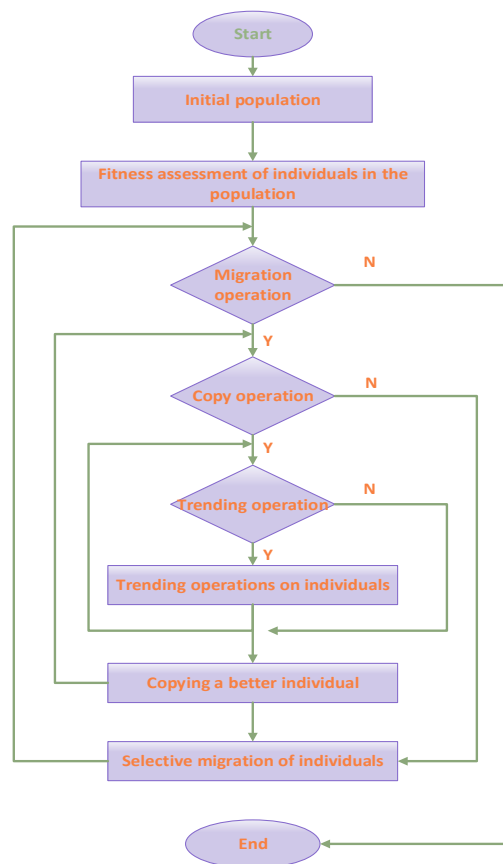 Start
Initial population
Fitness assessment of individuals in the
population
Migration
operation
N
Y
Copy operation
N
Y
Trending operation
N
Y
Trending operations on individuals
Copying a better individual
Selective migration of individuals
End